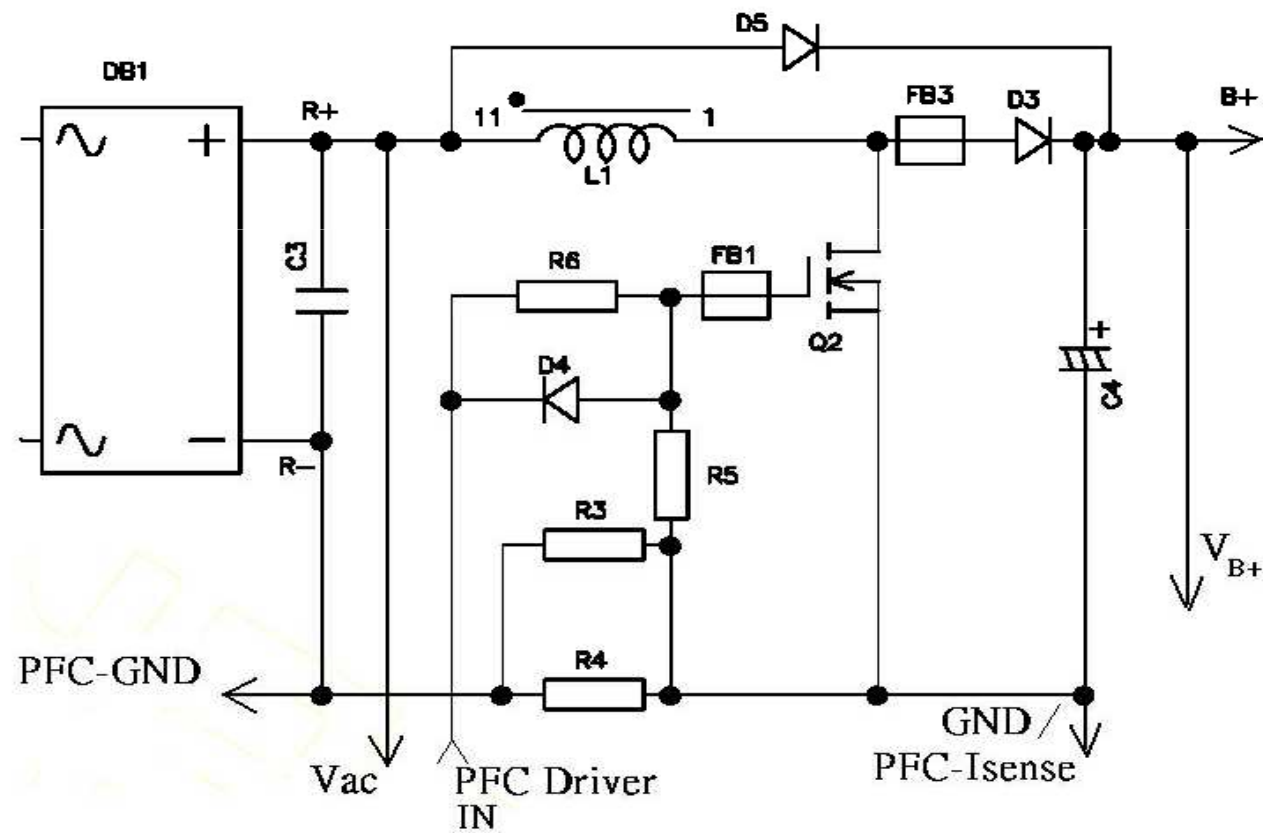 D5
DB1
R+
11
1
FB3
D3
B+
L1
C3
R6
FB1
Q2
D4
+
C4
R-
R5
R3
V B+
PFC-GND
R4
GND /
PFC-Isense
Vac
PFC Driver
IN